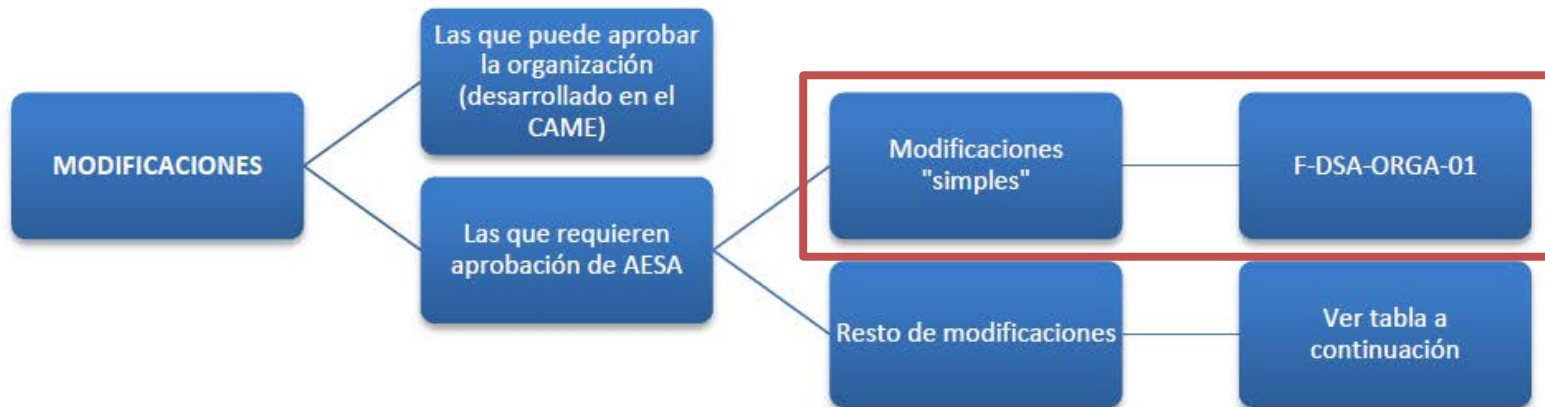 MODIFICACIONES
Las que puede aprobar
la organización
(desarrollado en el
CAME)
Las que requieren
aprobación de AESA
Modificaciones
"simples"
F-DSA-ORGA-01
Resto de modificaciones
Ver tabla a
continuación